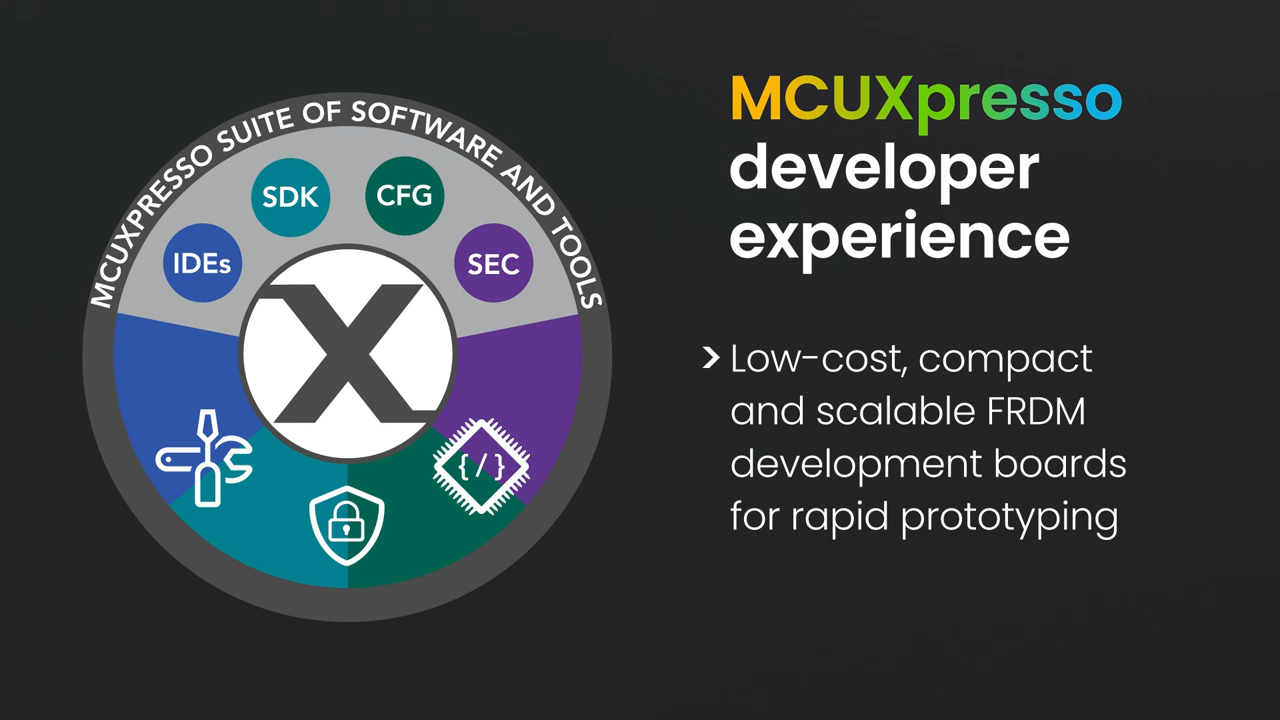 MCUXPRESSO SUITE OF SOFTWARE AND TOOLS
IDEs
SDK
CFG
SEC
X
{/}
MCUXpresso
developer
experience
> Low-cost, compact
and scalable FRDM
development boards
for rapid prototyping